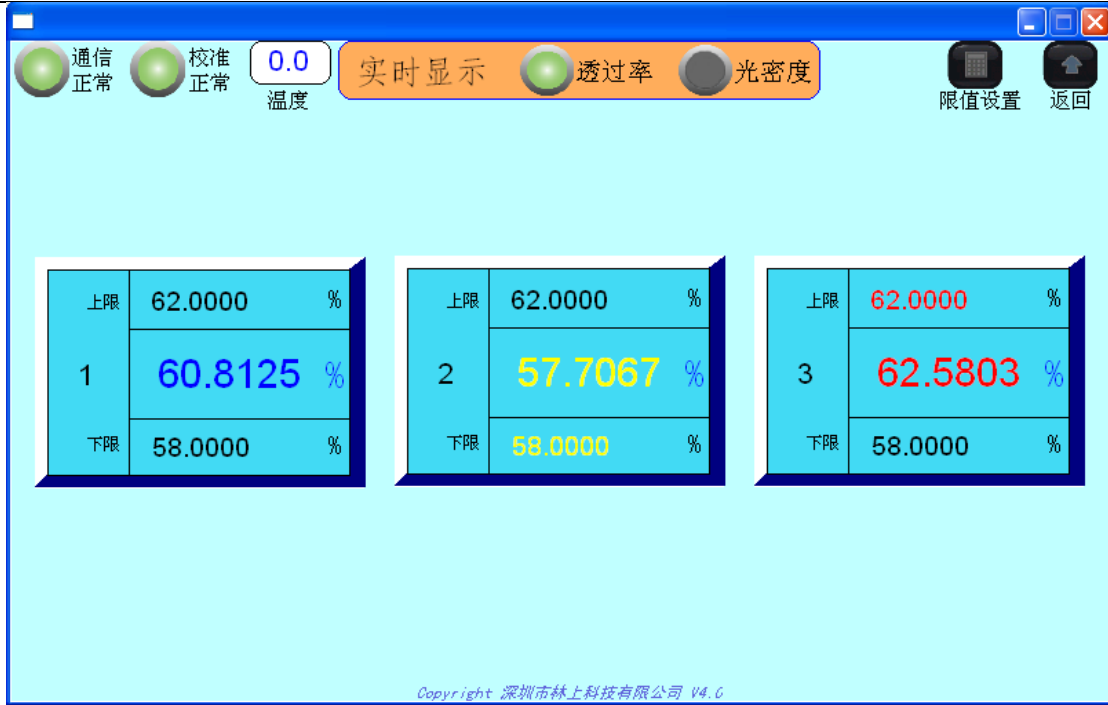 通信
正常
校准
正常
0.0
温度
实时显示
透过率
光密度
限值设置
返回
上限 62.0000 %
1 60.8125 %
下限 58.0000 %
上限 62.0000 %
2 57.7067 %
下限 58.0000 %
上限 62.0000 %
3 62.5803 %
下限 58.0000 %
Copyright 深圳市林上科技有限公司